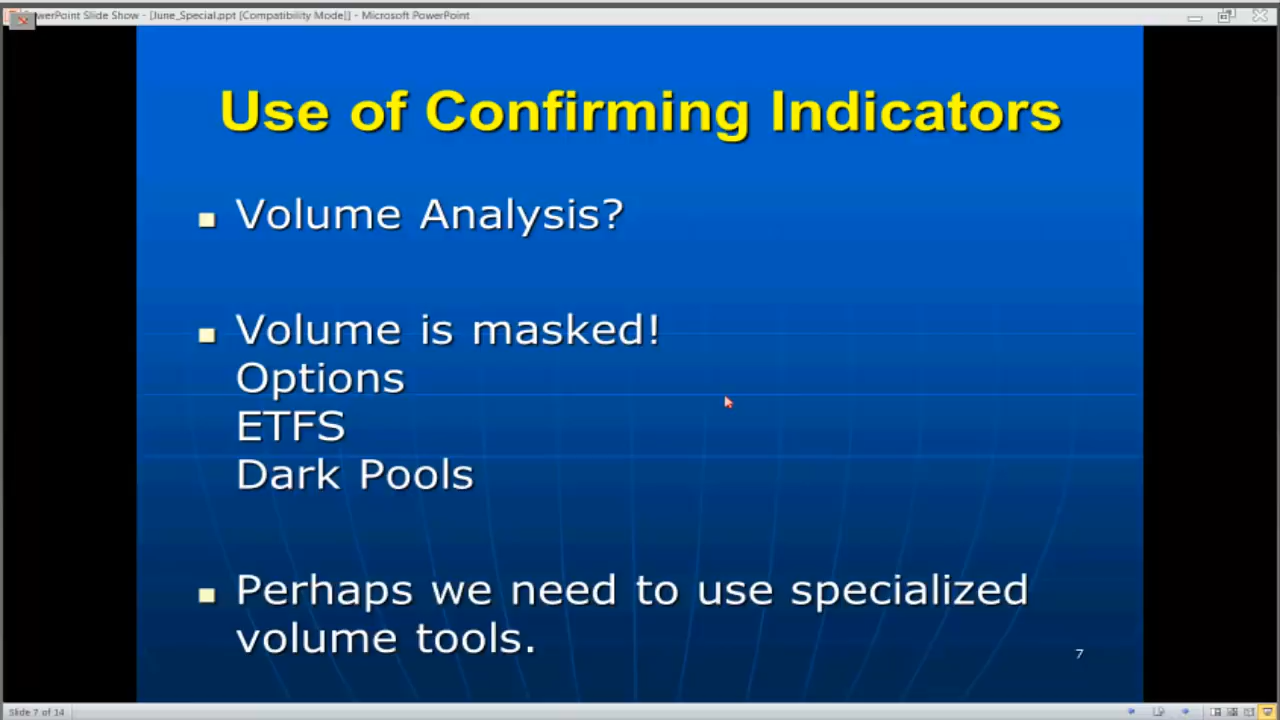 PowerPoint Slide Show - [June_Special.ppt [Compatibility Mode]] - Microsoft PowerPoint
Use of Confirming Indicators
Volume Analysis?
Volume is masked!
Options
ETFS
Dark Pools
Perhaps we need to use specialized
volume tools.
7
Slide 7 of 14